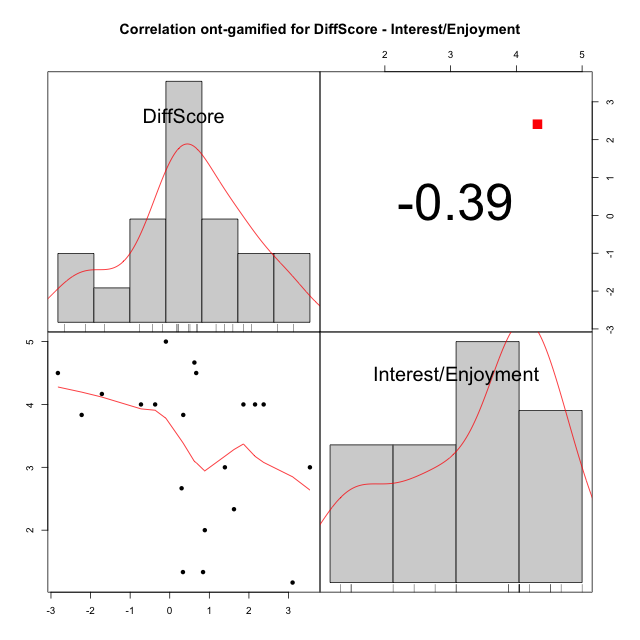 Correlation ont-gamified for DiffScore - Interest/Enjoyment
2 3 4 5
DiffScore
-0.39
3
2
1
0
-1
-2
-3
5
4
3
2
Interest/Enjoyment
-3 -2 -1 0 1 2 3